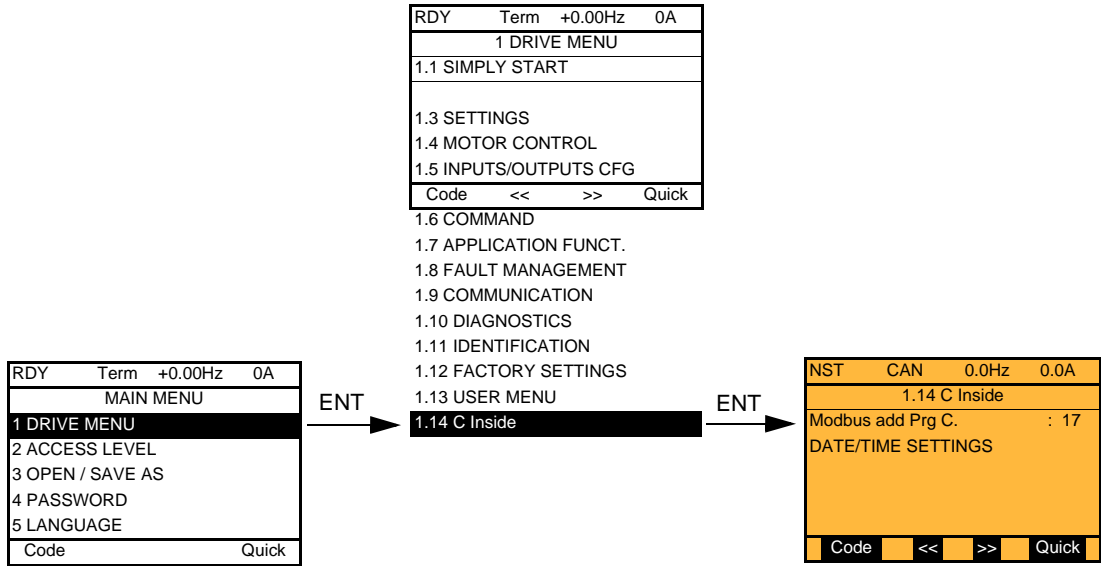 RDY Term +0.00Hz 0A
MAIN MENU
1 DRIVE MENU
2 ACCESS LEVEL
3 OPEN / SAVE AS
4 PASSWORD
5 LANGUAGE
Code Quick
ENT
RDY Term +0.00Hz 0A
1 DRIVE MENU
1.1 SIMPLY START
1.3 SETTINGS
1.4 MOTOR CONTROL
1.5 INPUTS/OUTPUTS CFG
Code << >> Quick
1.6 COMMAND
1.7 APPLICATION FUNCT.
1.8 FAULT MANAGEMENT
1.9 COMMUNICATION
1.10 DIAGNOSTICS
1.11 IDENTIFICATION
1.12 FACTORY SETTINGS
1.13 USER MENU
1.14 C Inside
ENT
NST CAN 0.0Hz 0.0A
1.14 C Inside
Modbus add Prg C. : 17
DATE/TIME SETTINGS
Code << >> Quick